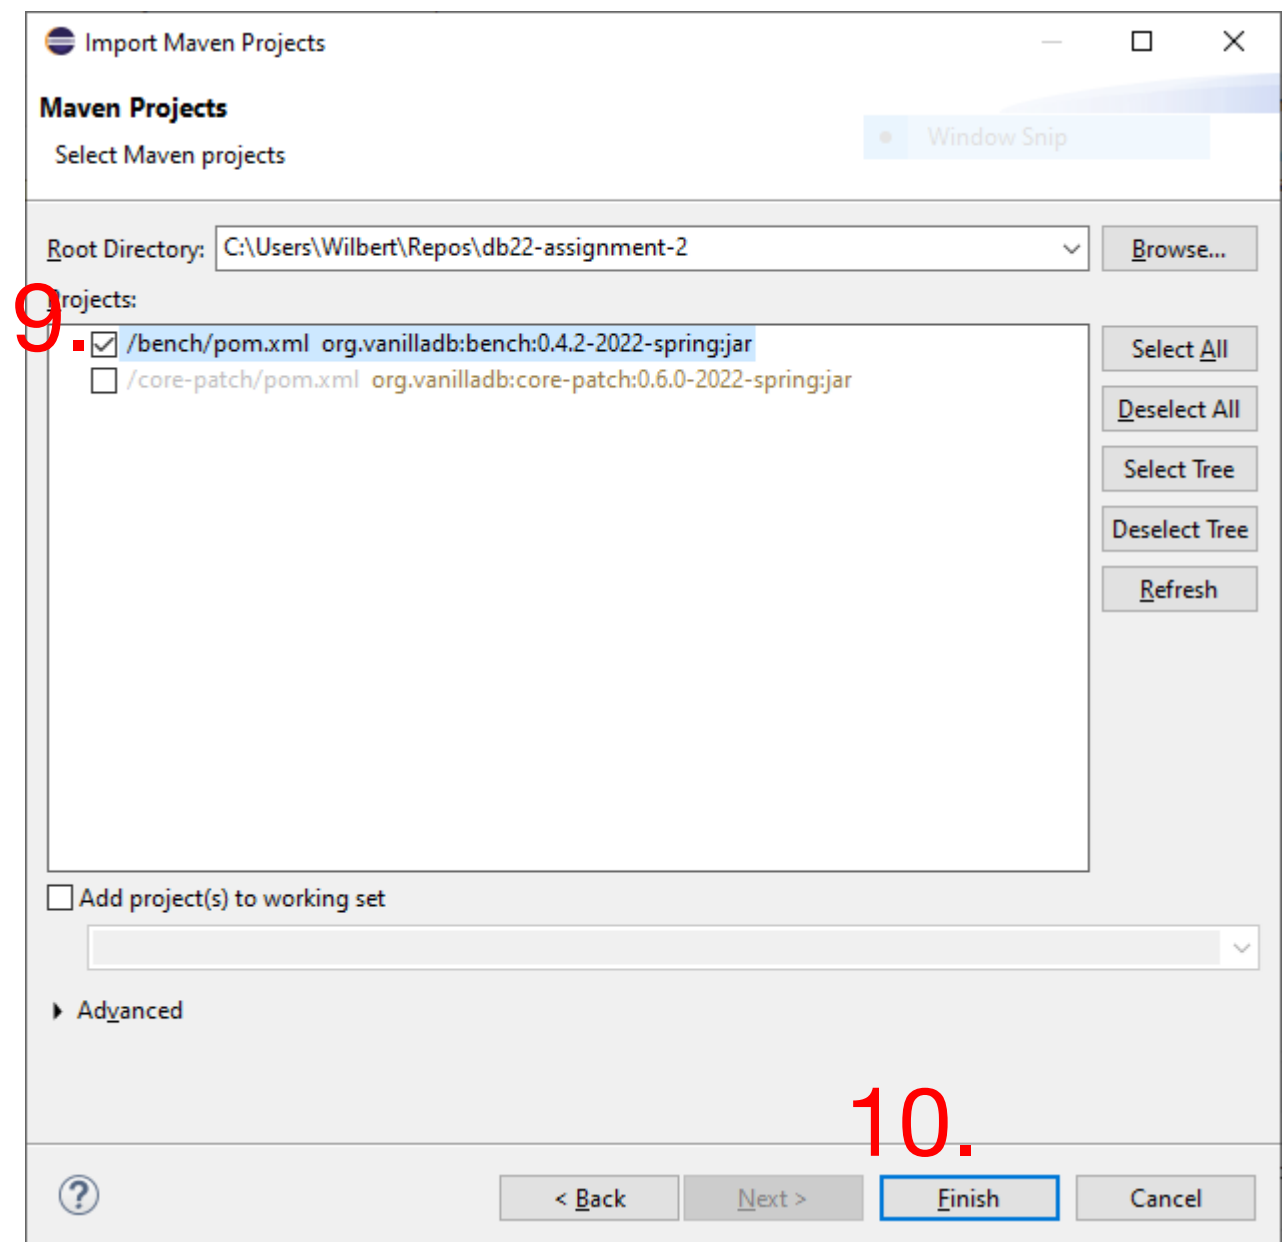 Import Maven Projects
Maven Projects
Window Snip
Select Maven projects
Root Directory: C:\Users\Wilbert\Repos\db22-assignment-2 Browse...
Projects:
9. /bench/pom.xml org.vanilladb:bench:0.4.2-2022-spring:jar Select All
/core-patch/pom.xml org.vanilladb:core-patch:0.6.0-2022-spring:jar
Deselect All
Select Tree
Deselect Tree
Refresh
Add project(s) to working set
Advanced
10.
? < Back Next > Finish Cancel